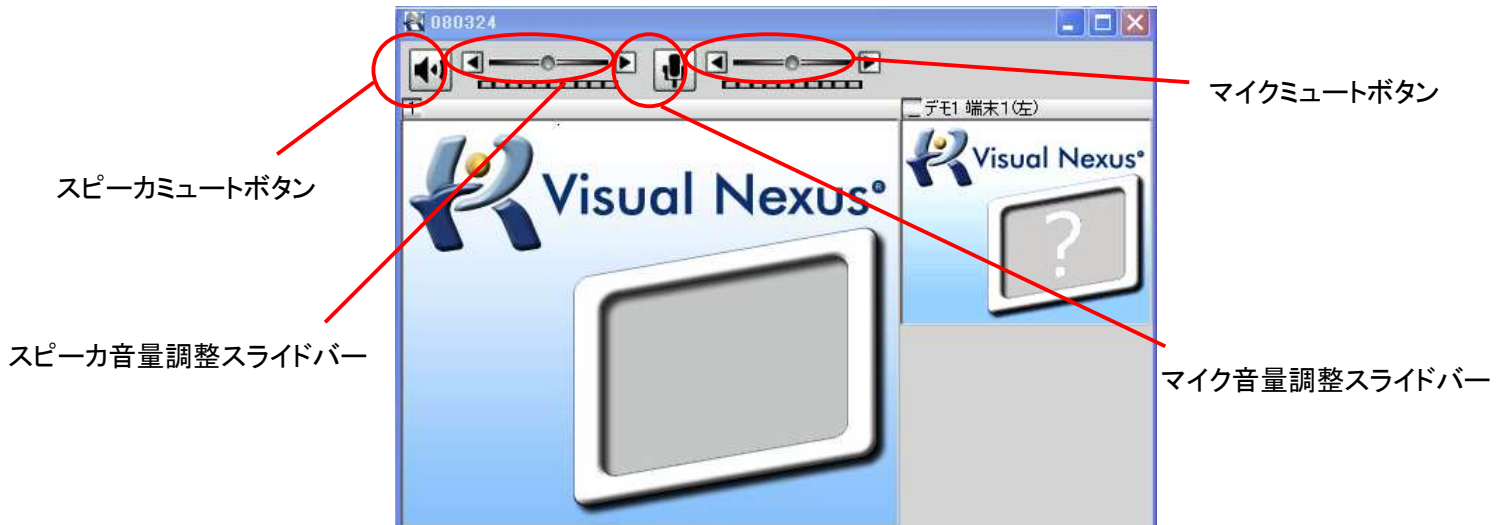 080324
マイクミュートボタン
1
デモ1 端末1(左)
Visual Nexus®
Visual Nexus®
?
スピーカミュートボタン
スピーカ音量調整スライドバー
マイク音量調整スライドバー